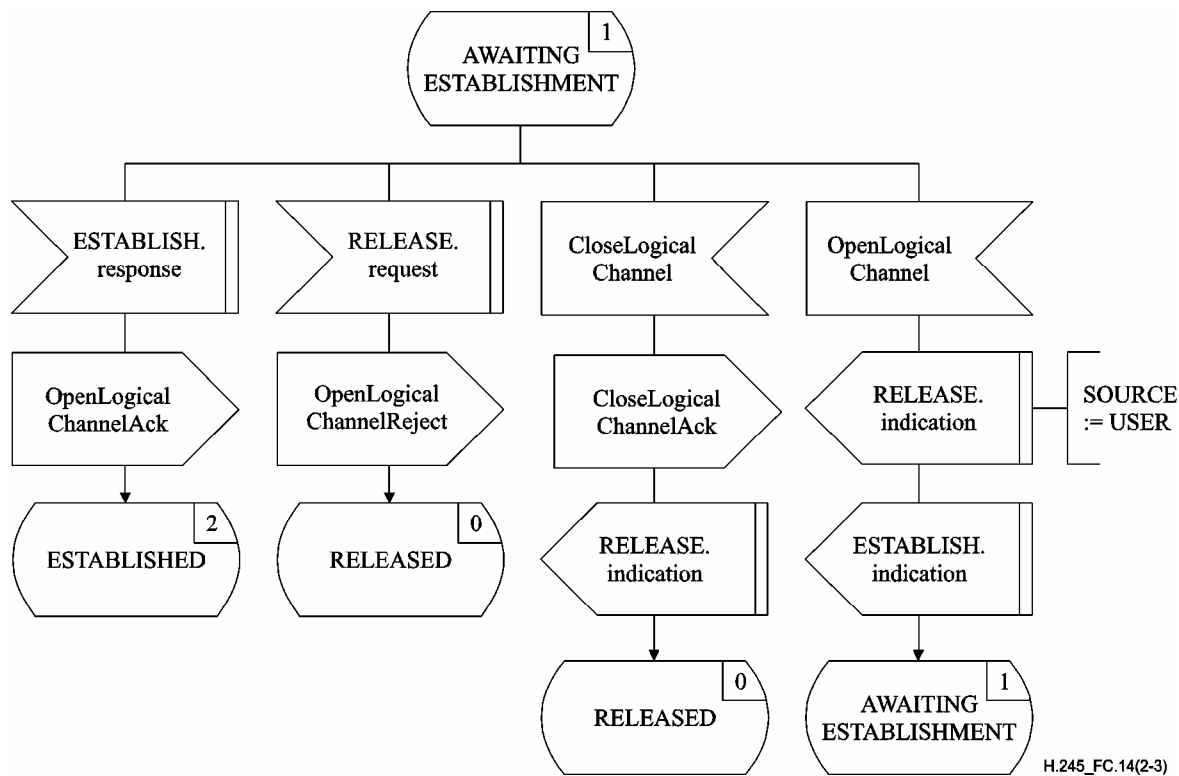 1
AWAITING
ESTABLISHMENT
ESTABLISH.
response
RELEASE.
request
CloseLogical
Channel
OpenLogical
Channel
OpenLogical
ChannelAck
OpenLogical
ChannelReject
CloseLogical
ChannelAck
RELEASE.
indication
SOURCE
:= USER
2
ESTABLISHED
0
RELEASED
RELEASE.
indication
ESTABLISH.
indication
0
RELEASED
1
AWAITING
ESTABLISHMENT
H.245_FC.14(2-3)